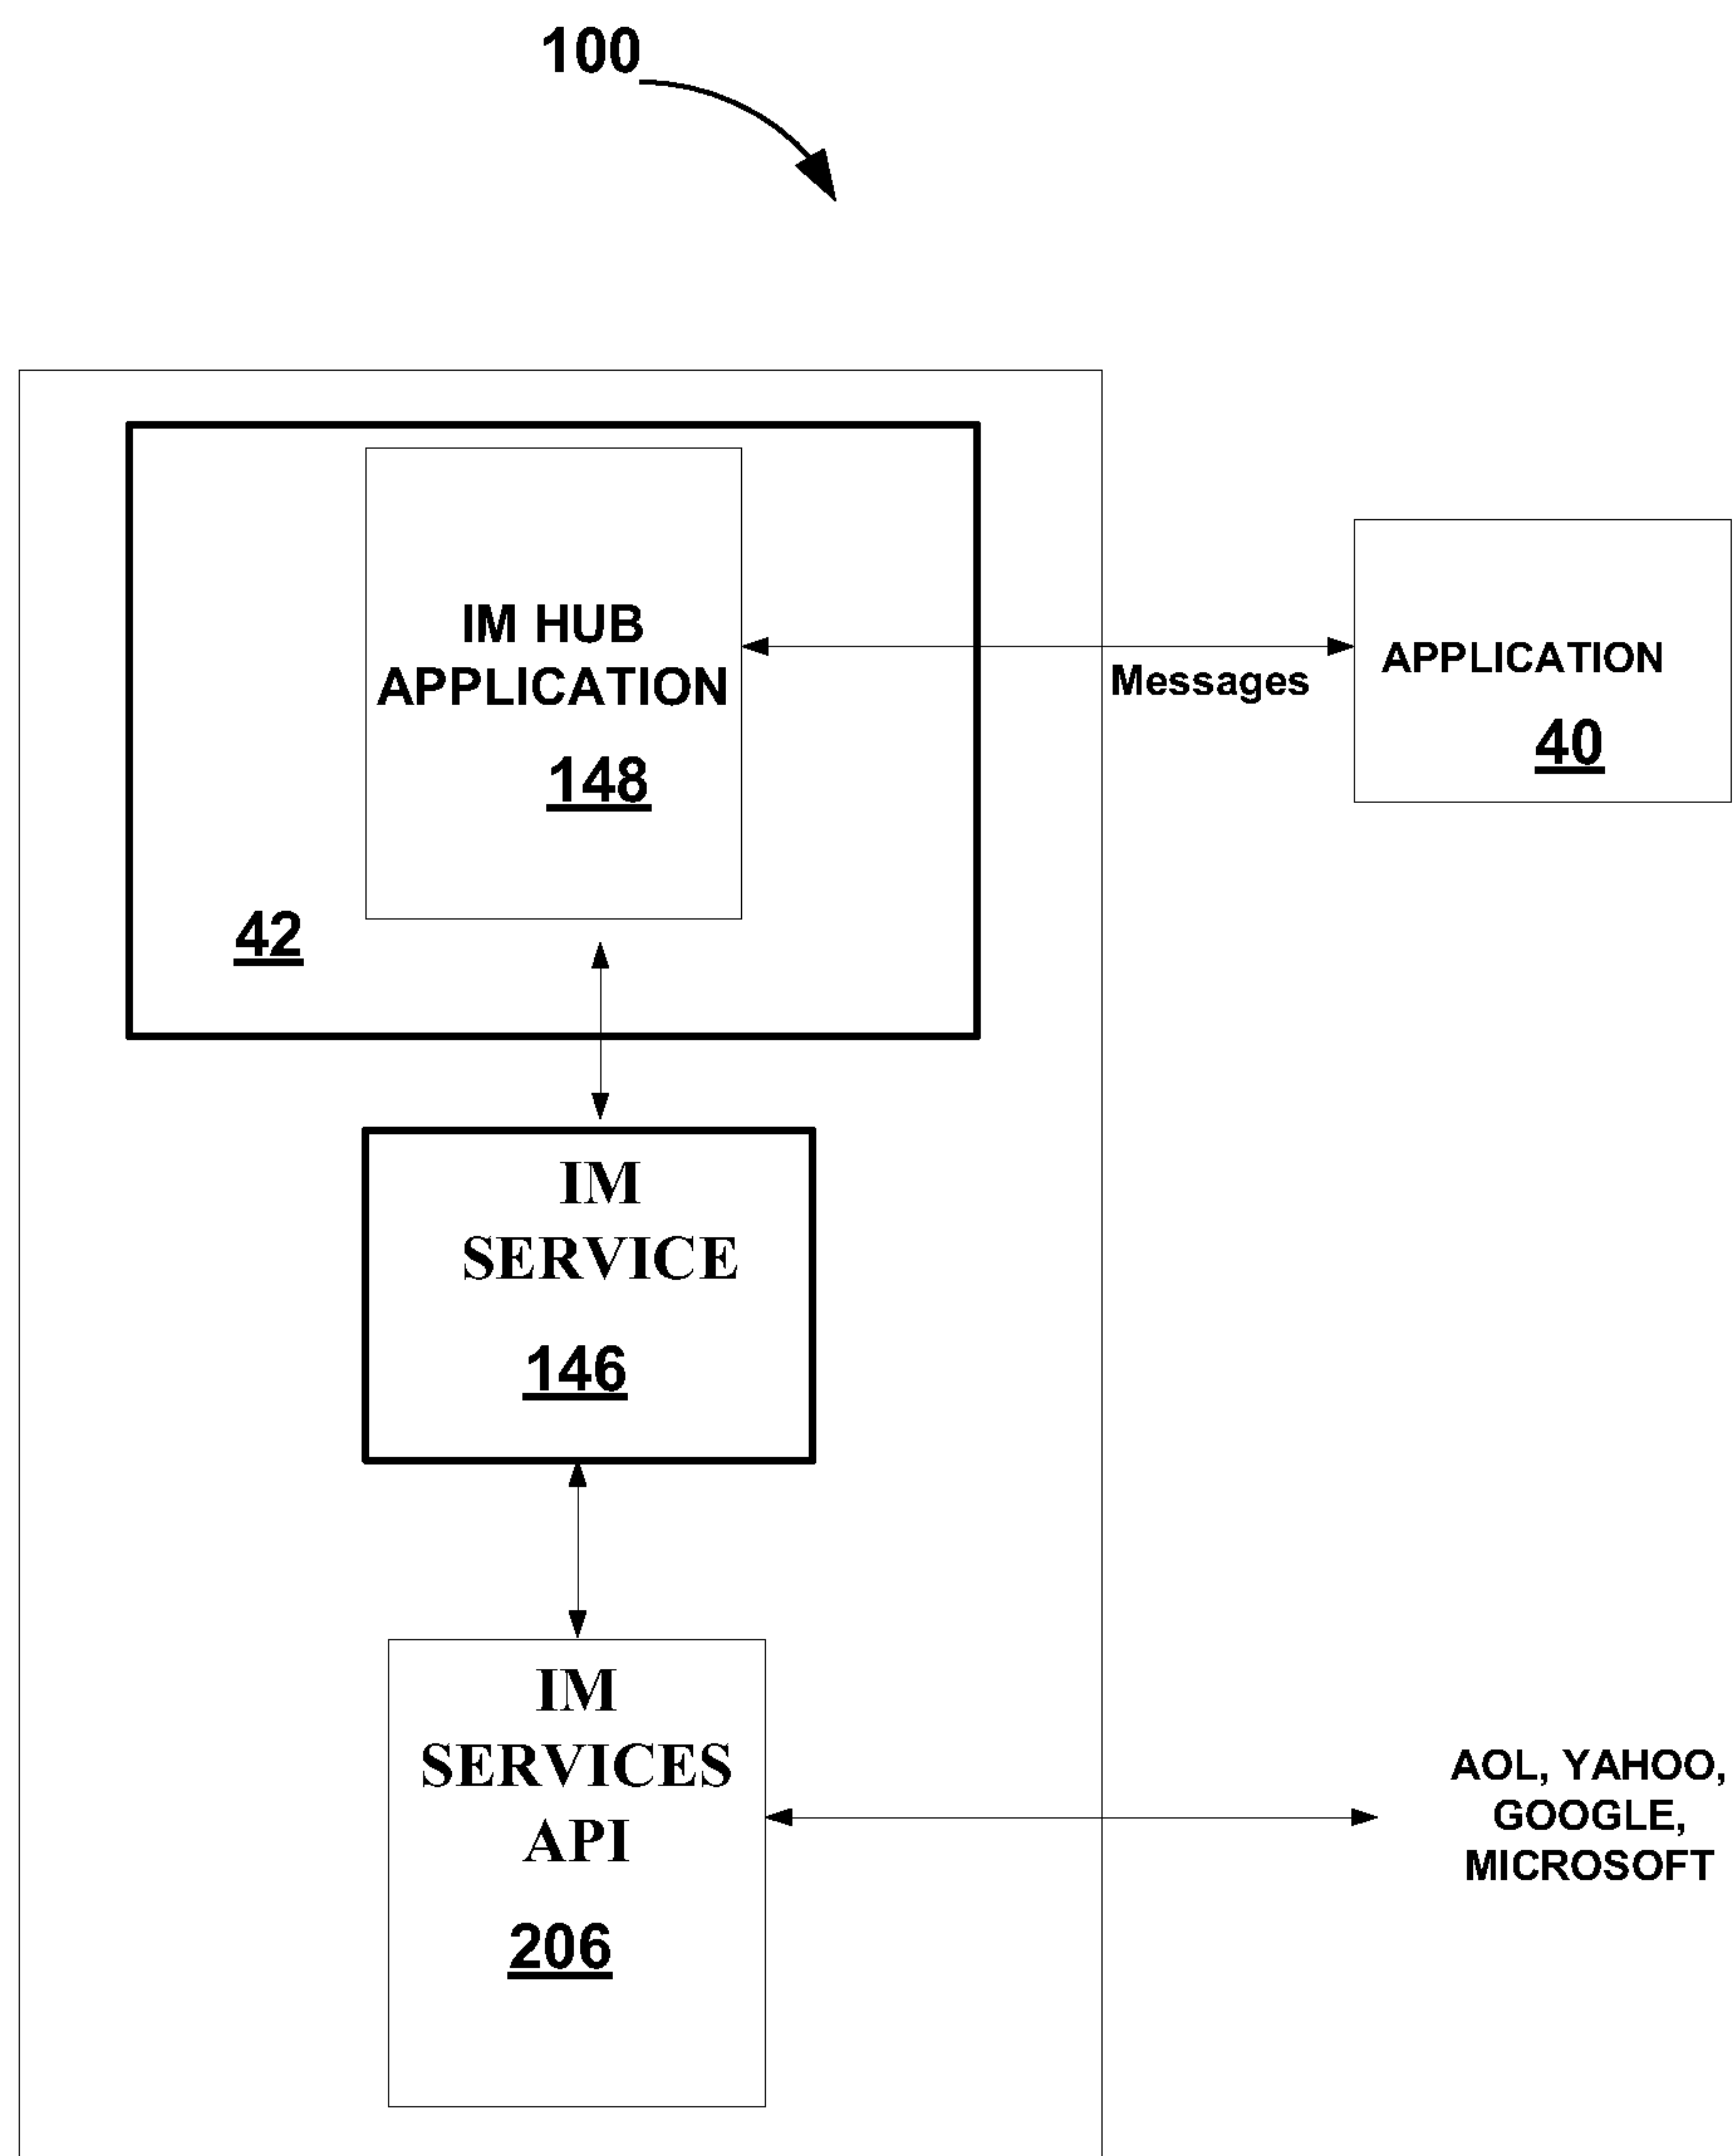 100
IM HUB
APPLICATION
148
Messages
APPLICATION
40
42
IM
SERVICE
146
IM
SERVICES
API
206
AOL, YAHOO,
GOOGLE,
MICROSOFT